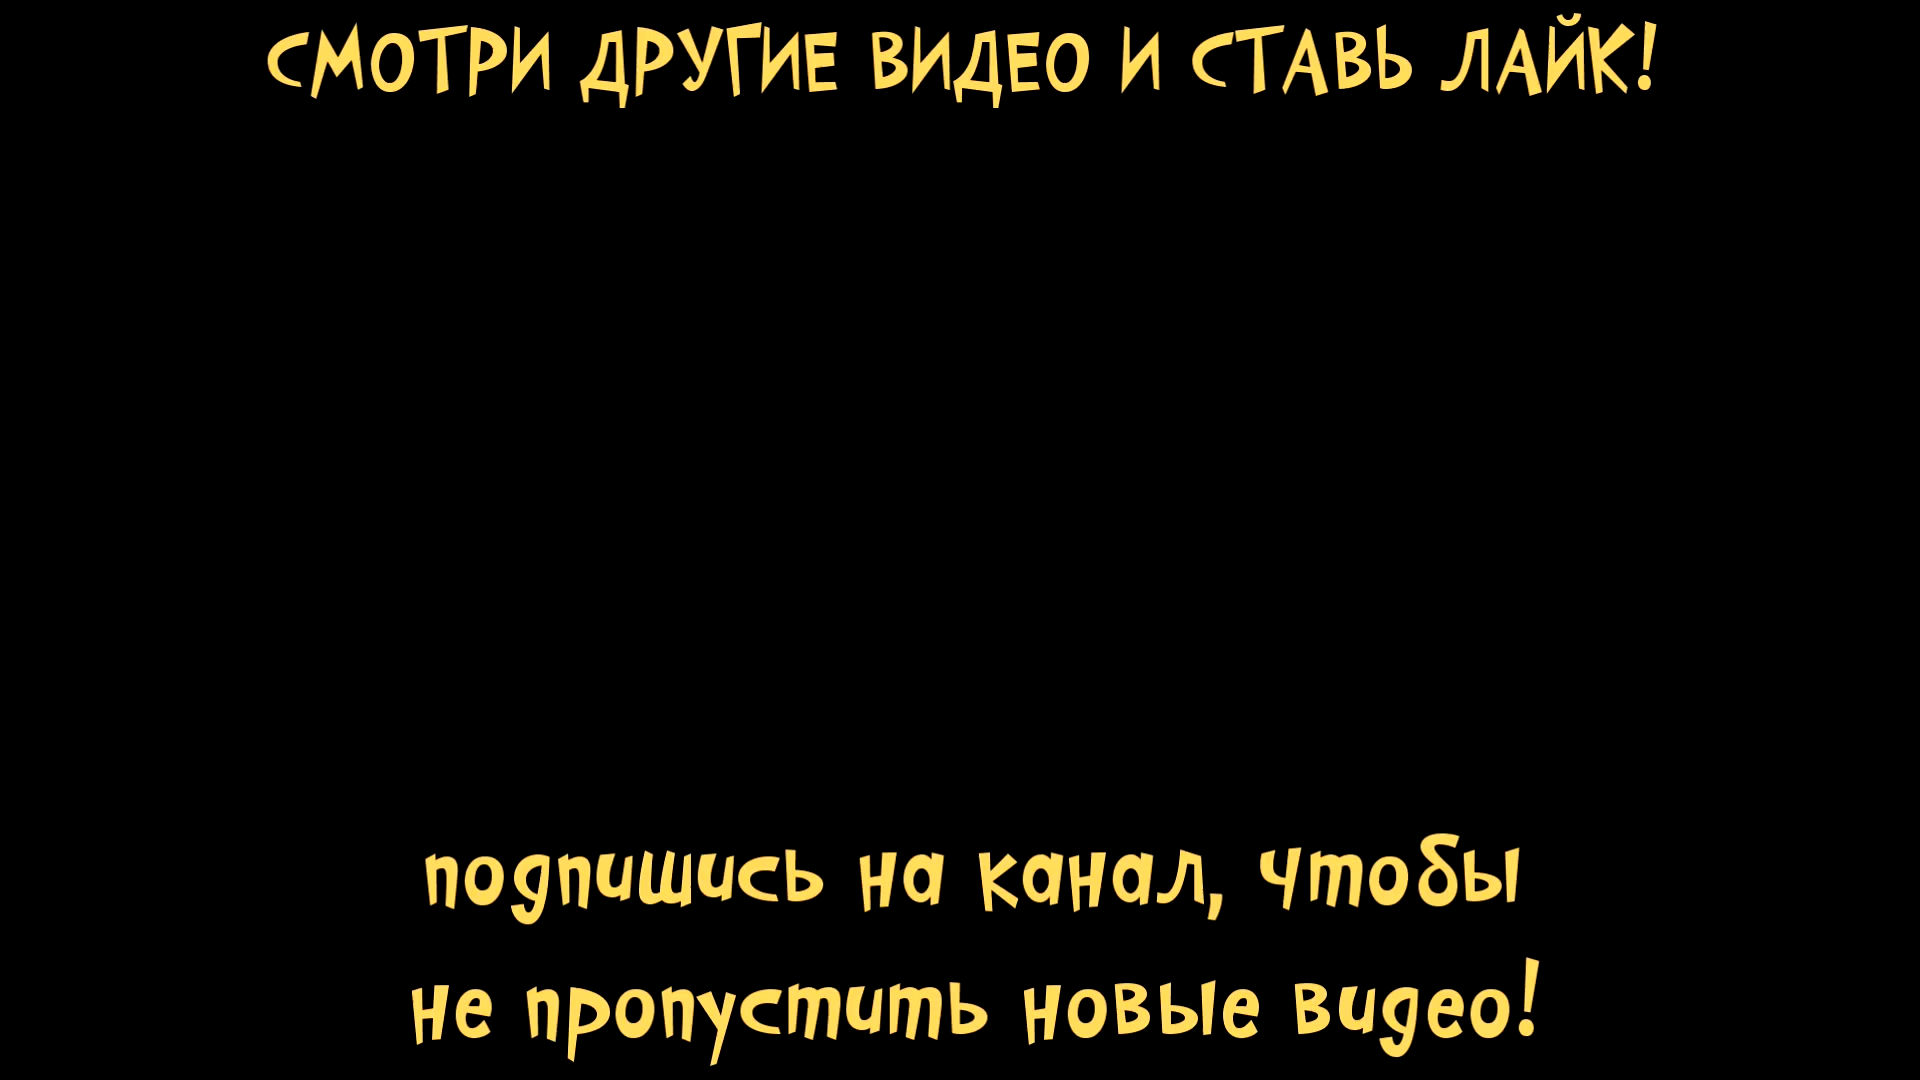 СМОТРИ ДРУГИЕ ВИДЕО И СТАВЬ ЛАЙК!
подпишись на канал, чтобы
не пропустить новые видео!